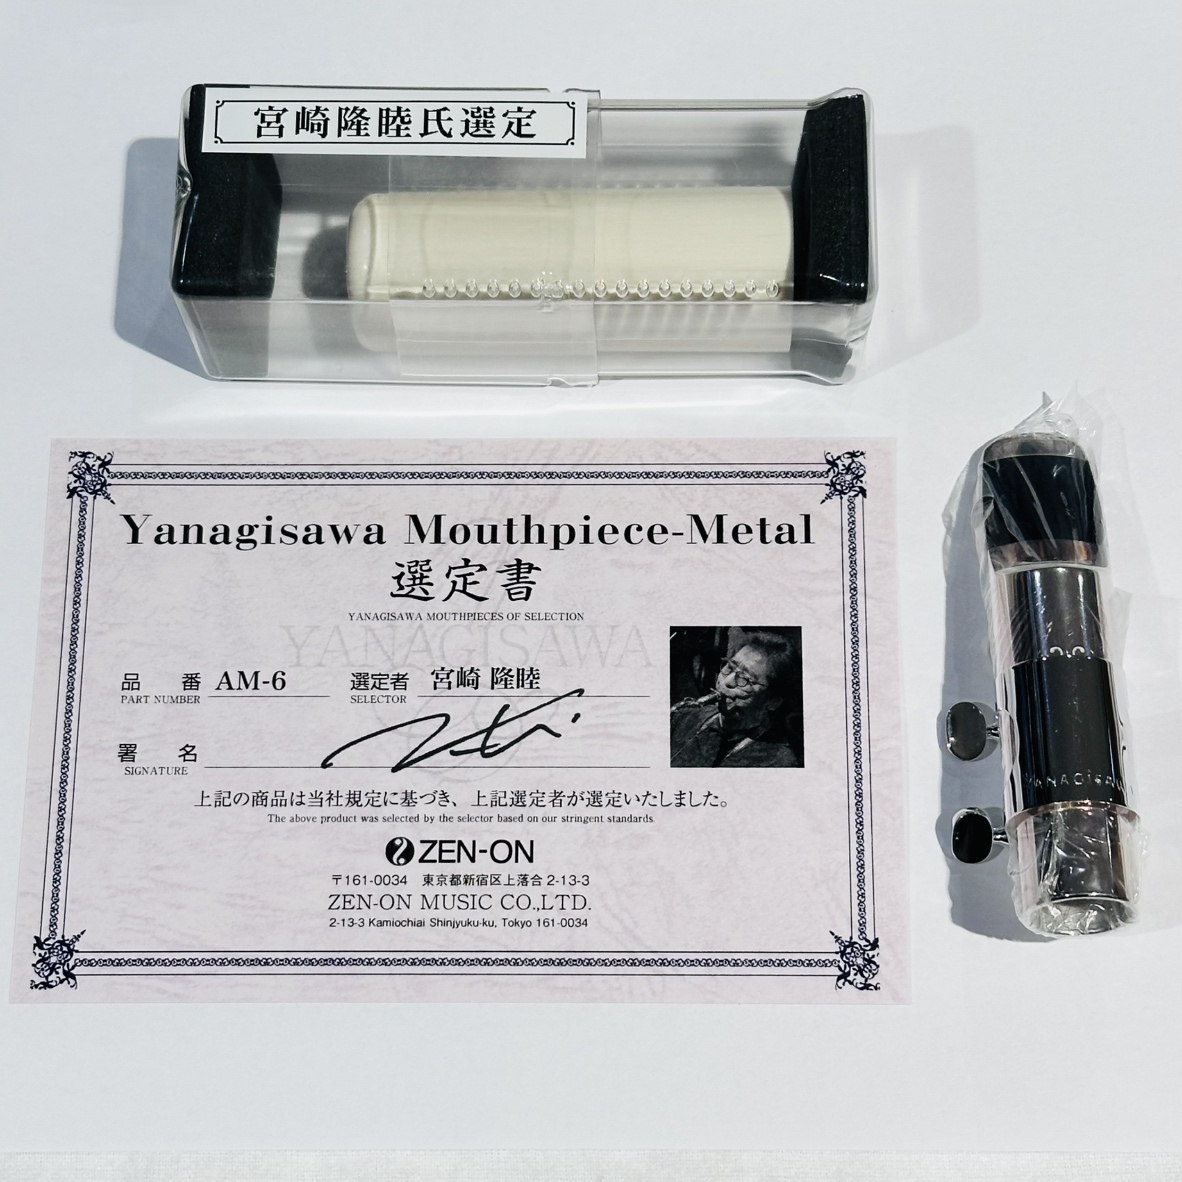 宮崎隆睦氏選定
Yanagisawa Mouthpiece-Metal
選定書
YANAGISAWA MOUTHPIECES OF SELECTION
YANAGISAWA
品 番 AM-6 選定者 宮崎 隆睦
PART NUMBER SELECTOR
署 名
SIGNATURE
上記の商品は当社規定に基づき、上記選定者が選定いたしました。
The above product was selected by the selector based on our stringent standards.
ZEN-ON
〒161-0034 東京都新宿区上落合 2-13-3
ZEN-ON MUSIC CO.,LTD.
2-13-3 Kamiochiai Shinjyuku-ku, Tokyo 161-0034
YANAGISAWA